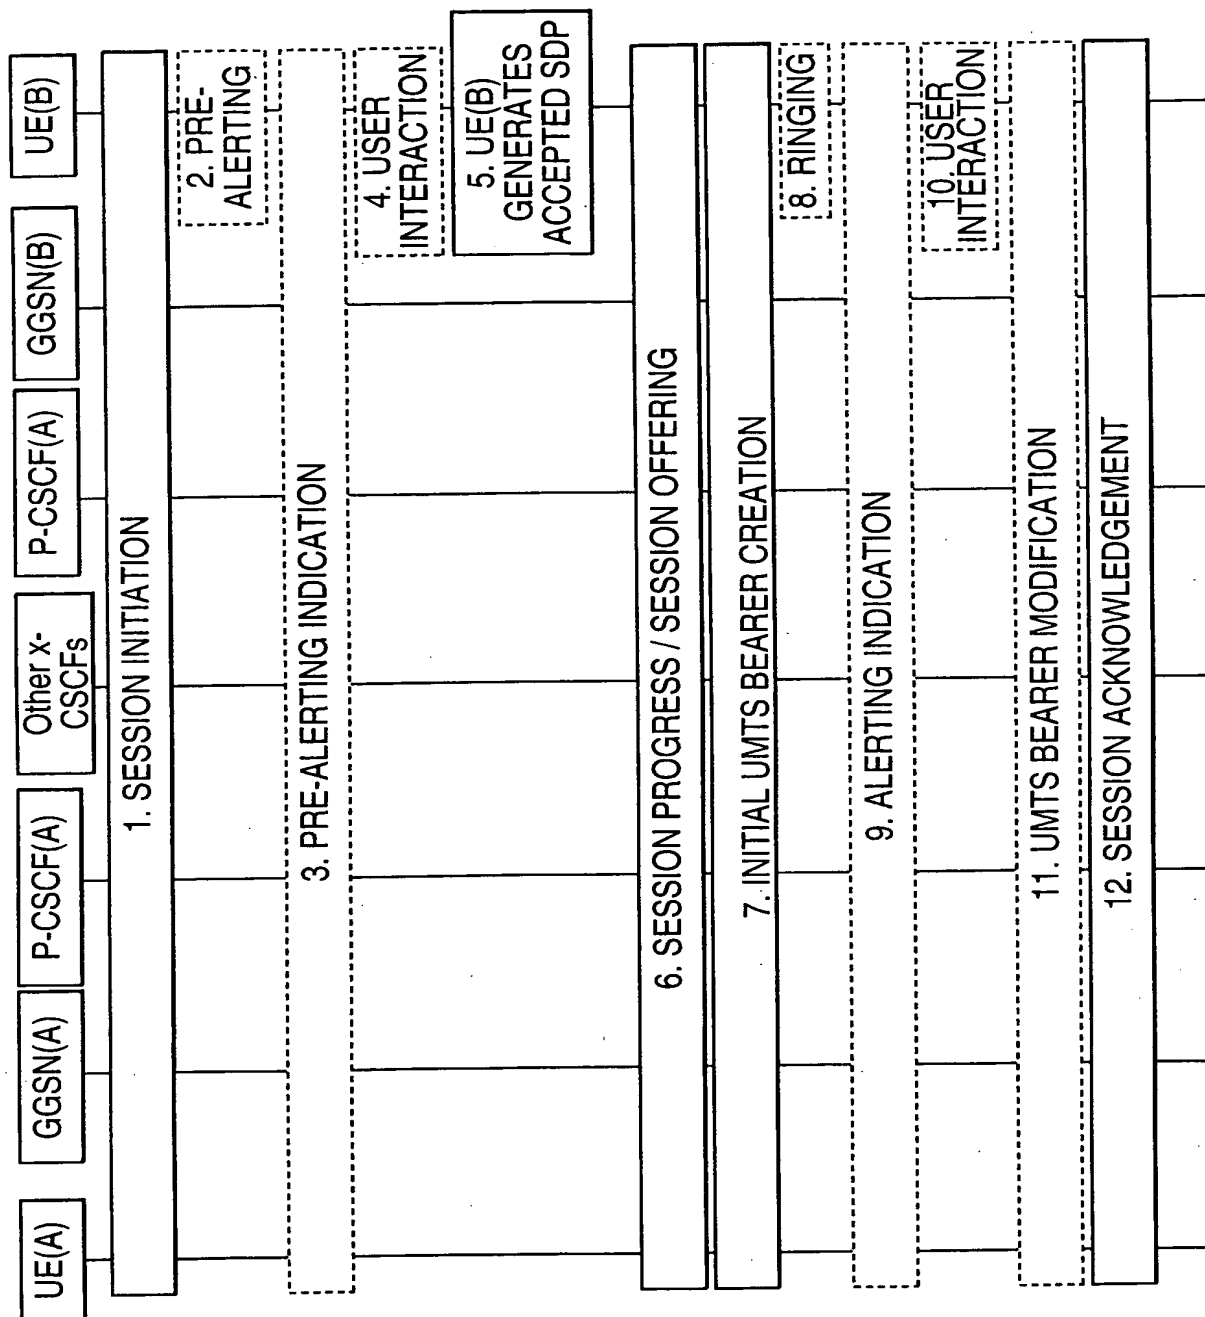 UE(A)
GGSN(A)
P-CSCF(A)
Other x-
CSCFs
P-CSCF(A)
GGSN(B)
UE(B)
1. SESSION INITIATION
2. PRE-
ALERTING
3. PRE-ALERTING INDICATION
4. USER
INTERACTION
5. UE(B)
GENERATES
ACCEPTED SDP
6. SESSION PROGRESS / SESSION OFFERING
7. INITIAL UMTS BEARER CREATION
8. RINGING
9. ALERTING INDICATION
10. USER
INTERACTION
11. UMTS BEARER MODIFICATION
12. SESSION ACKNOWLEDGEMENT